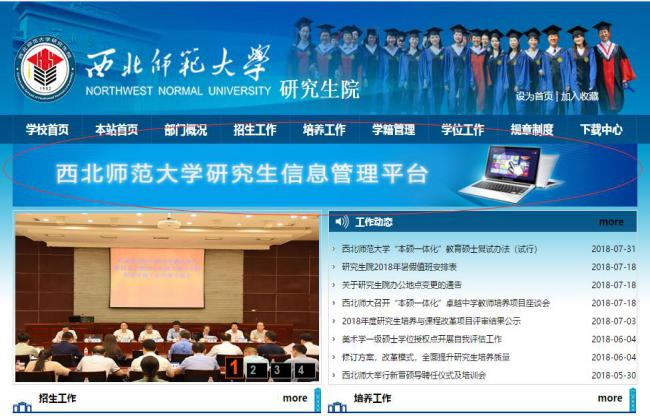 西北师范大学
NORTHWEST NORMAL UNIVERSITY
研究生院
1902
设为首页 | 加入收藏
学校首页 本站首页 部门概况 招生工作 培养工作 学籍管理 学位工作 规章制度 下载中心
西北师范大学研究生信息管理平台
工作动态 more
西北师范大学“本硕一体化”教育硕士复试办法（试行） 2018-07-31
研究生院2018年暑假值班安排表 2018-07-18
关于研究生院办公地点变更的通告 2018-07-18
西北师大召开“本硕一体化”卓越中学教师培养项目座谈会 2018-07-18
2018年度研究生培养与课程改革项目评审结果公示 2018-07-03
美术学一级硕士学位授权点开展自我评估工作 2018-06-04
修订方案，改革模式，全面提升研究生培养质量 2018-06-04
西北师大举行新晋硕导聘任仪式及培训会 2018-05-30
1 2 3 4
招生工作 more
培养工作 more